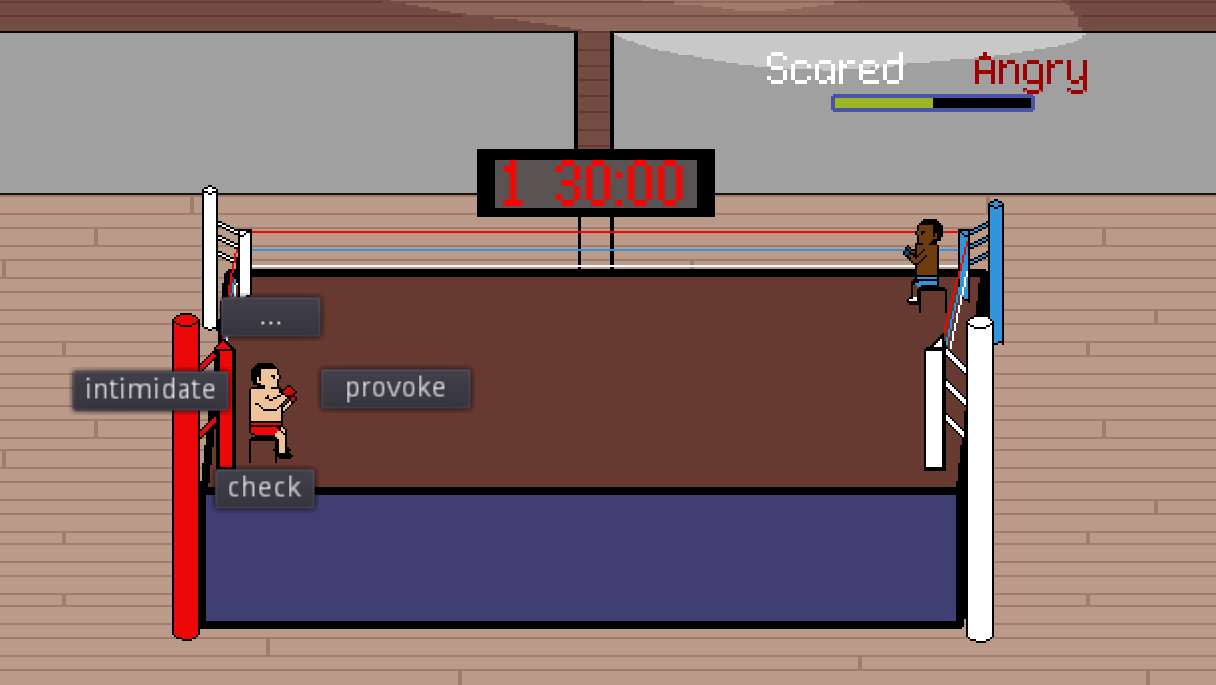 Scared Angry
1 30:00
...
intimidate
provoke
check